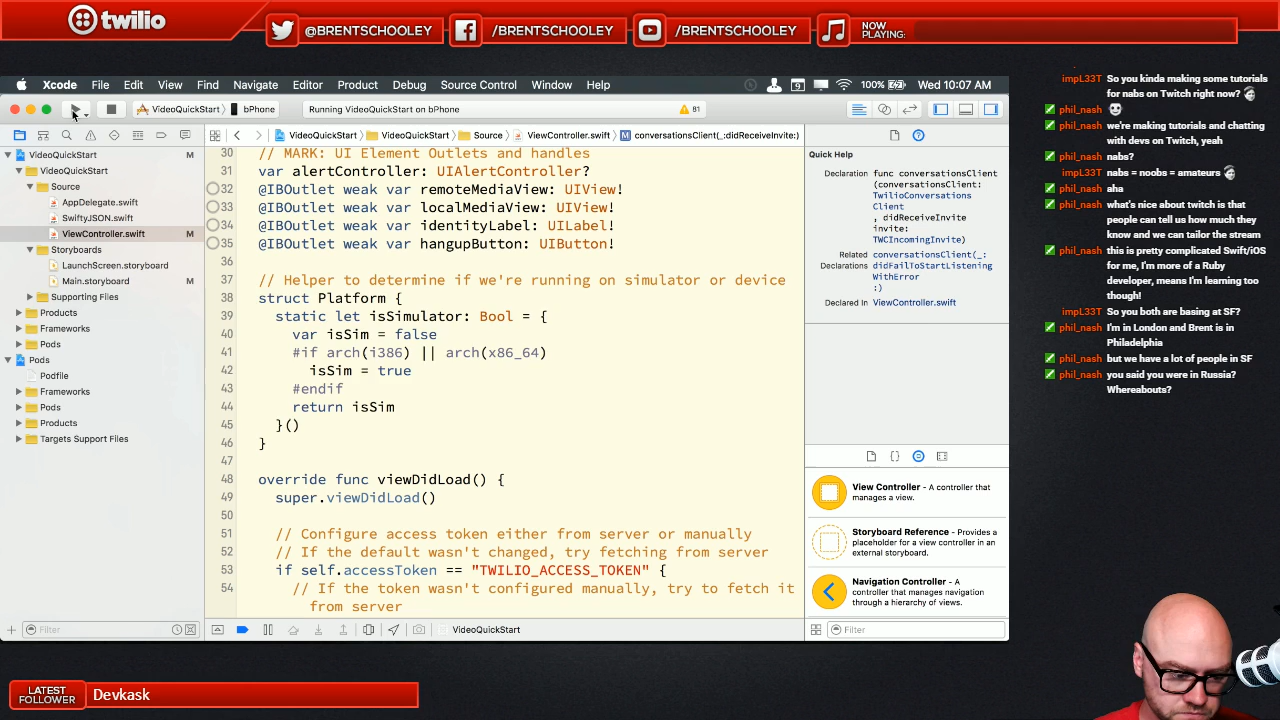 twilio
@BRENTSCHOOLEY
/BRENTSCHOOLEY
/BRENTSCHOOLEY
NOW
PLAYING:
Xcode File Edit View Find Navigate Editor Product Debug Source Control Window Help
9 100% Wed 10:07 AM
VideoQuickStart bPhone
Running VideoQuickStart on bPhone
81
VideoQuickStart VideoQuickStart Source ViewController.swift M conversationsClient(_:didReceiveInvite:)
VideoQuickStart M
VideoQuickStart
Source
AppDelegate.swift
SwiftyJSON.swift
ViewController.swift M
Storyboards
LaunchScreen.storyboard
Main.storyboard M
Supporting Files
Products
Frameworks
Pods
Pods
Podfile
Frameworks
Pods
Products
Targets Support Files
Filter
30 // MARK: UI Element Outlets and handles
31 var alertController: UIAlertController?
32 @IBOutlet weak var remoteMediaView: UIView!
33 @IBOutlet weak var localMediaView: UIView!
34 @IBOutlet weak var identityLabel: UILabel!
35 @IBOutlet weak var hangupButton: UIButton!
36
37 // Helper to determine if we're running on simulator or device
38 struct Platform {
39 static let isSimulator: Bool = {
40 var isSim = false
41 #if arch(i386) || arch(x86_64)
42 isSim = true
43 #endif
44 return isSim
45 }()
46 }
47
48 override func viewDidLoad() {
49 super.viewDidLoad()
50
51 // Configure access token either from server or manually
52 // If the default wasn't changed, try fetching from server
53 if self.accessToken == "TWILIO_ACCESS_TOKEN" {
54 // If the token wasn't configured manually, try to fetch it
from server
VideoQuickStart
Quick Help
Declaration func conversationsClient
(conversationsClient:
TwilioConversations
Client
, didReceiveInvite
invite:
TWCIncomingInvite)
Related conversationsClient(_:
Declarations didFailToStartListening
WithError
:)
Declared In ViewController.swift
View Controller - A controller that
manages a view.
Storyboard Reference - Provides a
placeholder for a view controller in an
external storyboard.
Navigation Controller - A
controller that manages navigation
through a hierarchy of views.
Filter
impL33T So you kinda making some tutorials
for nabs on Twitch right now?
phil_nash
phil_nash we're making tutorials and chatting
with devs on Twitch, yeah
phil_nash nabs?
impL33T nabs = noobs = amateurs
phil_nash aha
phil_nash what's nice about twitch is that
people can tell us how much they
know and we can tailor the stream
phil_nash this is pretty complicated Swift/iOS
for me, I'm more of a Ruby
developer, means I'm learning too
though!
impL33T So you both are basing at SF?
phil_nash I'm in London and Brent is in
Philadelphia
phil_nash but we have a lot of people in SF
phil_nash you said you were in Russia?
Whereabouts?
LATEST
FOLLOWER
Devkask